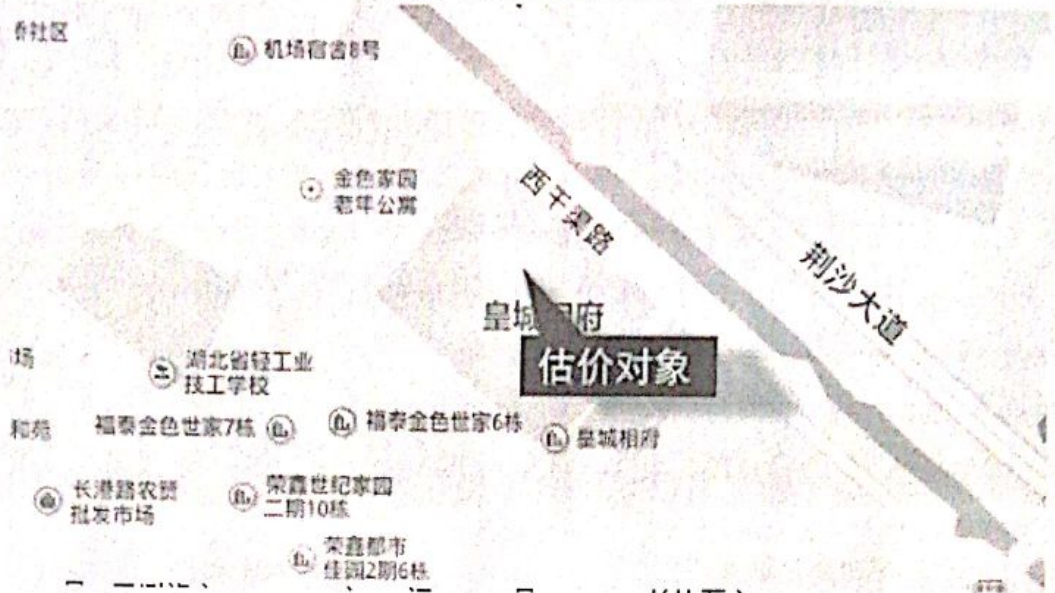 社区
机场宿舍8号
金色家园
老年公寓
西干渠路
荆沙大道
皇城相府
估价对象
场
湖北省轻工业
技工学校
和苑
福泰金色世家7栋
福泰金色世家6栋
皇城相府
长港路农贸
批发市场
荣鑫世纪家园
二期10栋
荣鑫都市
佳园2期6栋